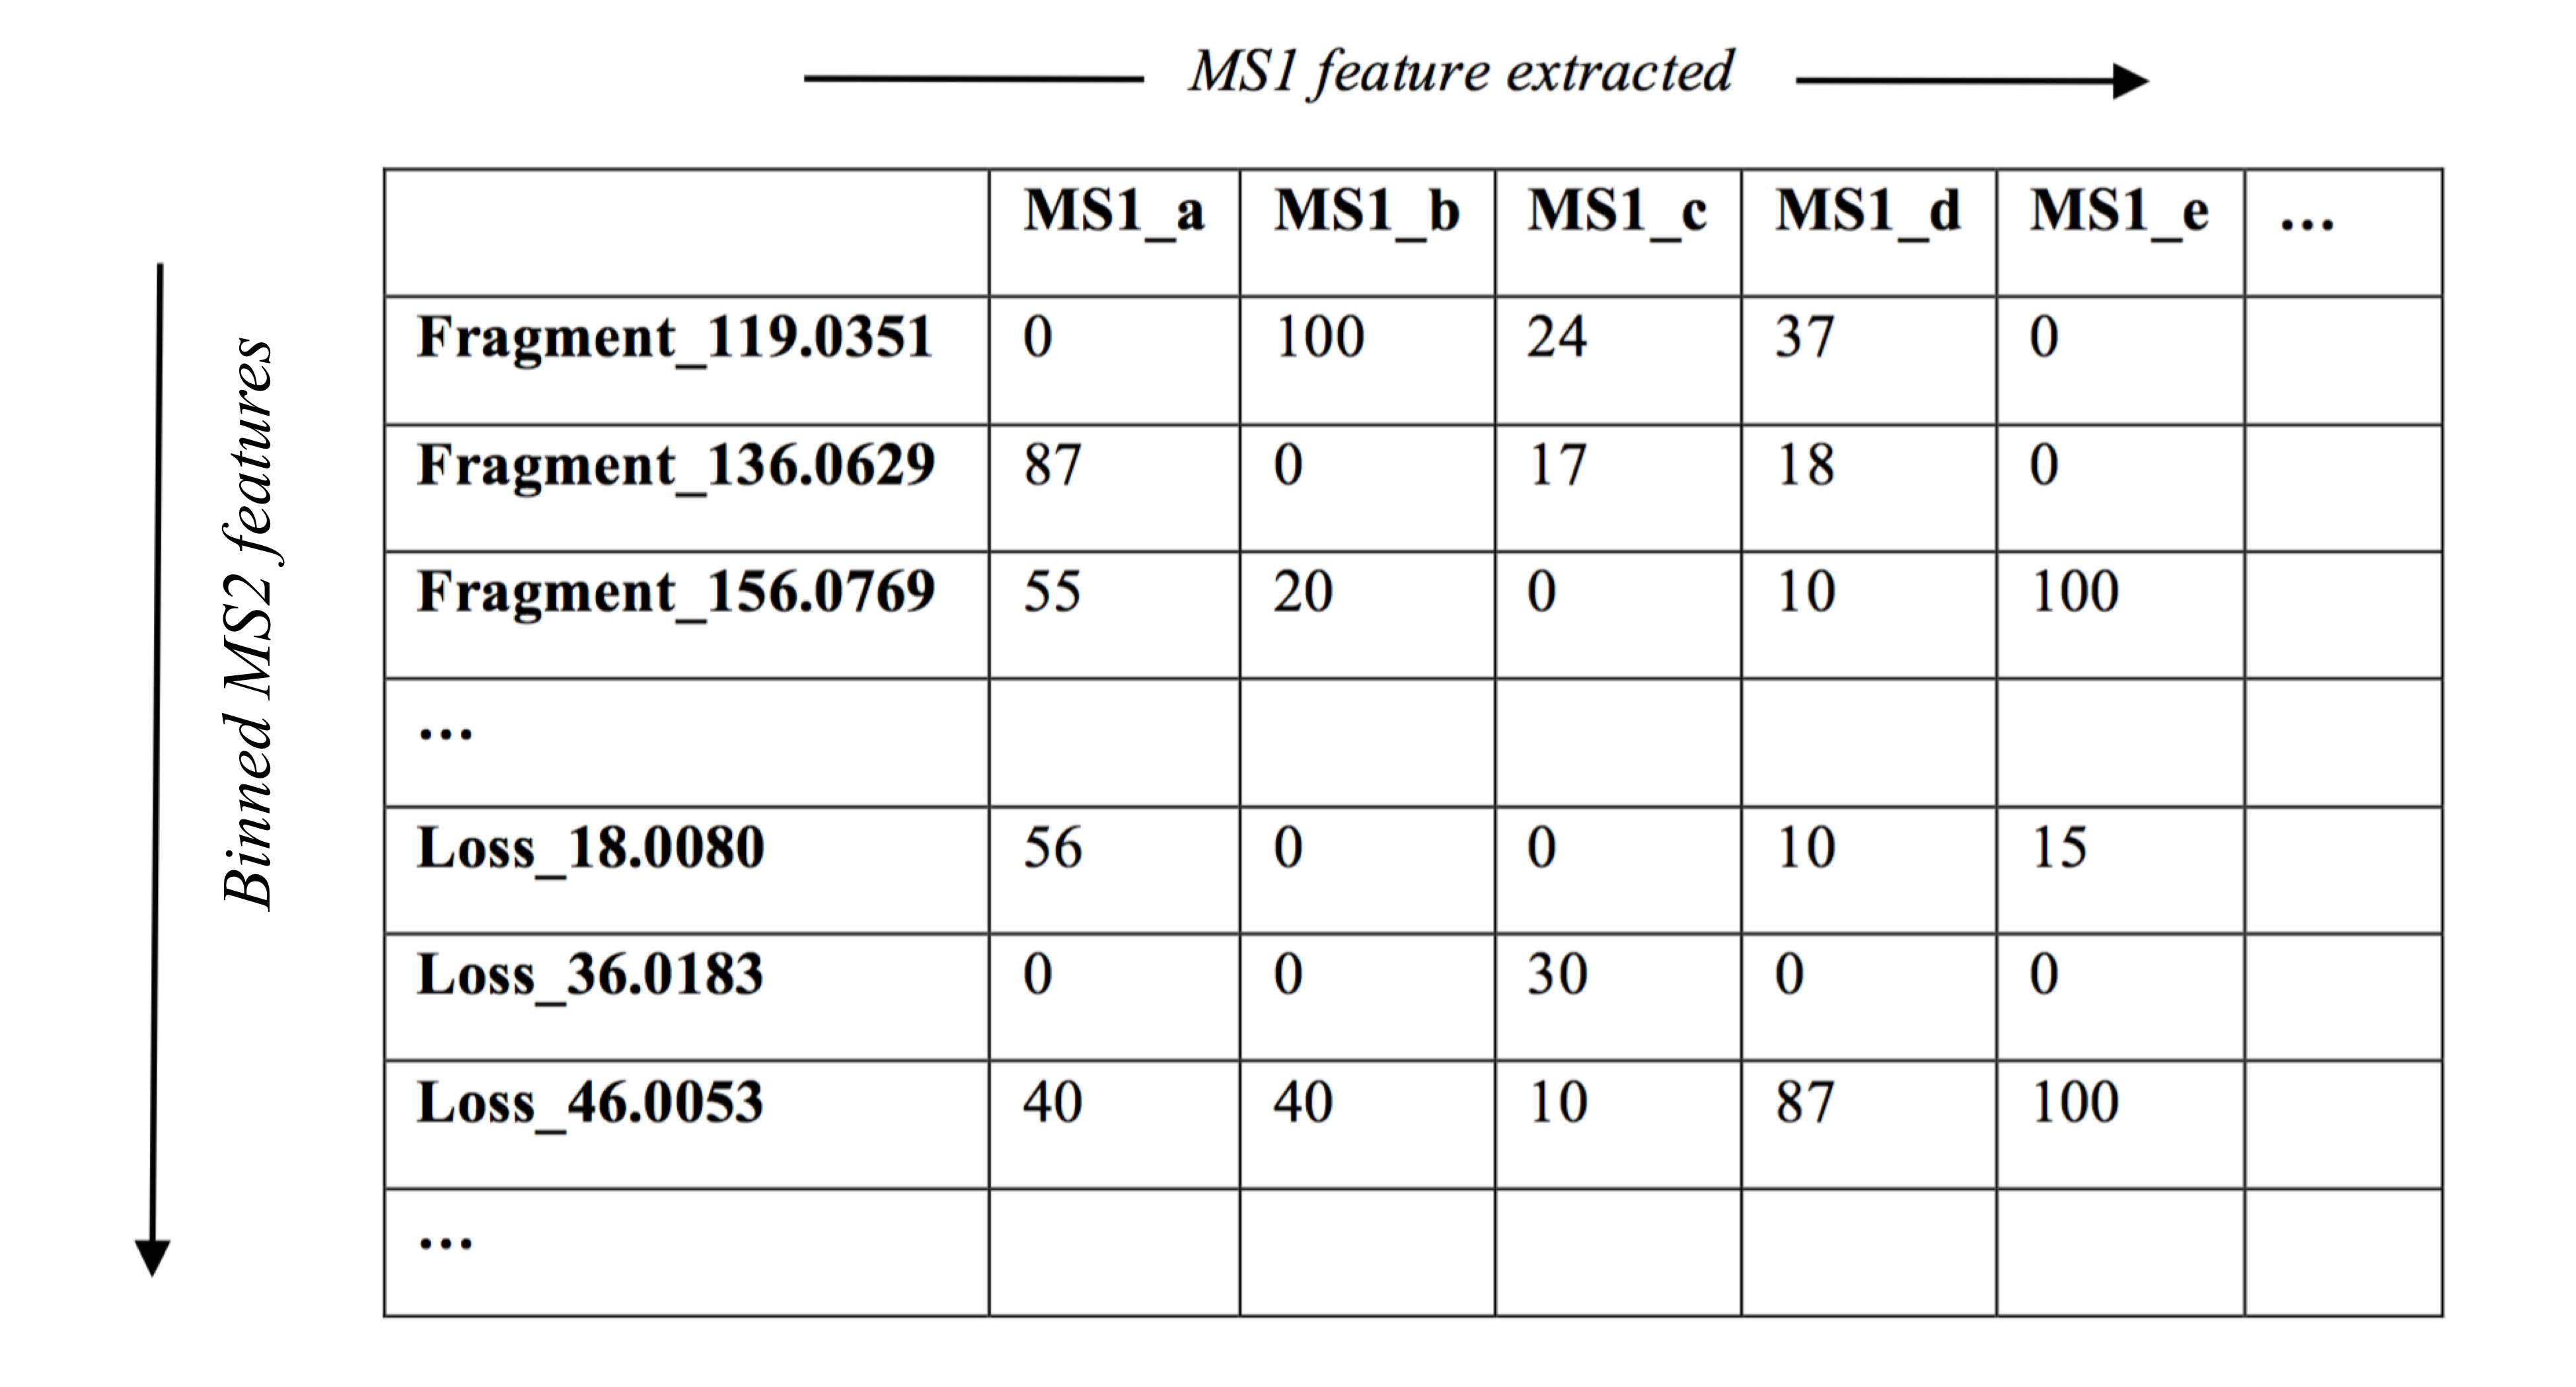 MS1 feature extracted
Binned MS2 features
MS1_a MS1_b MS1_c MS1_d MS1_e ...
Fragment_119.0351 0 100 24 37 0
Fragment_136.0629 87 0 17 18 0
Fragment_156.0769 55 20 0 10 100
...
Loss_18.0080 56 0 0 10 15
Loss_36.0183 0 0 30 0 0
Loss_46.0053 40 40 10 87 100
...